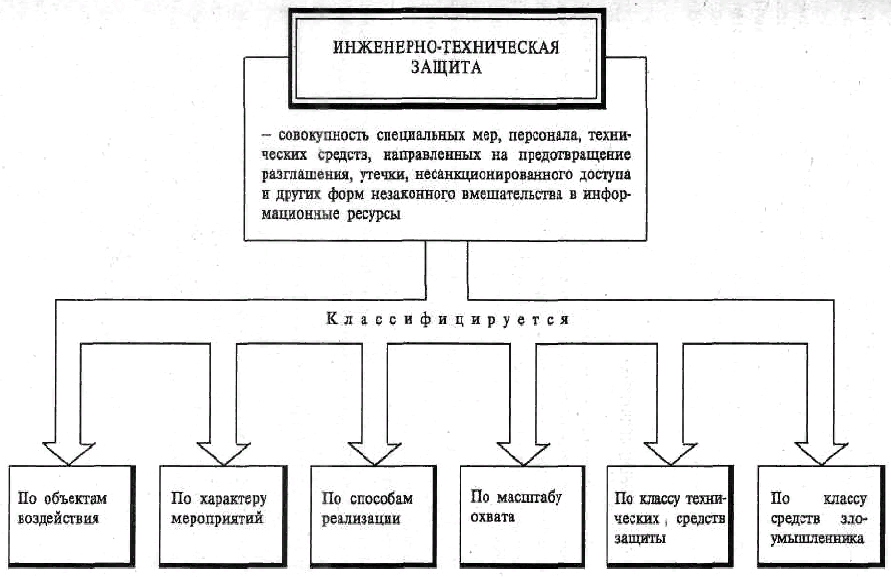 ИНЖЕНЕРНО-ТЕХНИЧЕСКАЯ
ЗАЩИТА
– совокупность специальных мер, персонала, техни-
ческих средств, направленных на предотвращение
разглашения, утечки, несанкционированного доступа
и других форм незаконного вмешательства в инфор-
мационные ресурсы
Классифицируется
По объектам
воздействия
По характеру
мероприятий
По способам
реализации
По масштабу
охвата
По классу техни-
ческих средств
защиты
По классу
средств зло-
умышленника